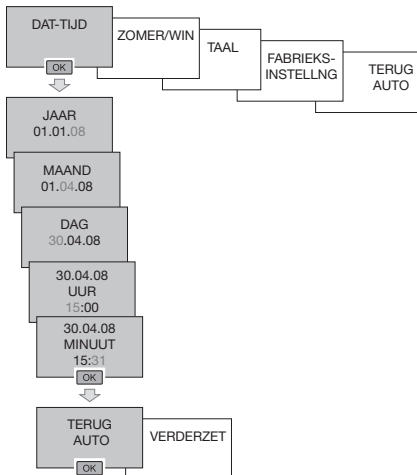 DAT-TIJD
OK
ZOMER/WIN
TAAL
FABRIEKS-
INSTELLNG
TERUG
AUTO
JAAR
01.01.08
MAAND
01.04.08
DAG
30.04.08
30.04.08
UUR
15:00
30.04.08
MINUUT
15:31
OK
TERUG
AUTO
OK
VERDERZET